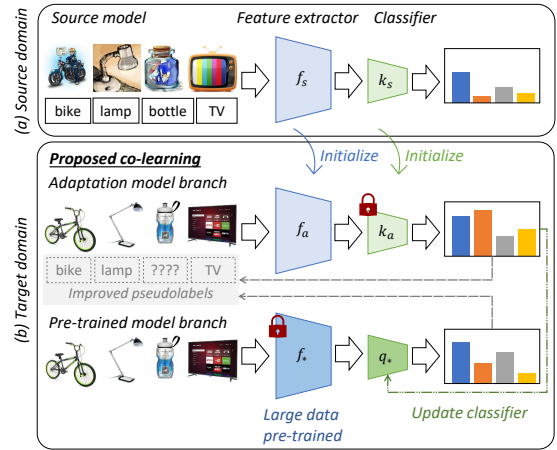 (a) Source domain
Source model
Feature extractor
Classifier
bike
lamp
bottle
TV
f_s
k_s
Initialize
Initialize
(b) Target domain
Proposed co-learning
Adaptation model branch
f_a
k_a
bike
lamp
????
TV
Improved pseudolabels
Pre-trained model branch
f_*
q_*
Large data
pre-trained
Update classifier